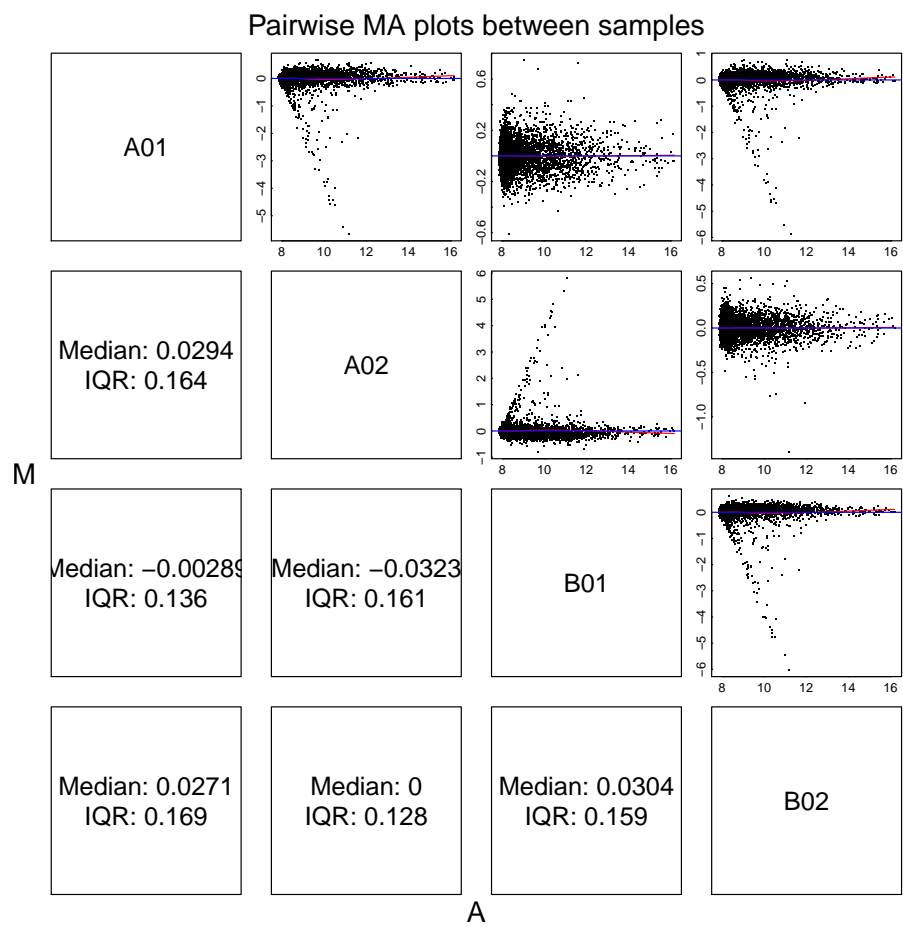 Pairwise MA plots between samples
A01
0
−1
−2
−3
−4
−5
8 10 12 14 16
0.6
0.2
−0.2
−0.6
8 10 12 14 16
1
0
−1
−2
−3
−4
−5
−6
8 10 12 14 16
Median: 0.0294
IQR: 0.164
A02
6
5
4
3
2
1
0
−1
8 10 12 14 16
0.5
0.0
−0.5
−1.0
8 10 12 14 16
M
Median: −0.00289
IQR: 0.136
Median: −0.0323
IQR: 0.161
B01
0
−1
−2
−3
−4
−5
−6
8 10 12 14 16
Median: 0.0271
IQR: 0.169
Median: 0
IQR: 0.128
Median: 0.0304
IQR: 0.159
B02
A